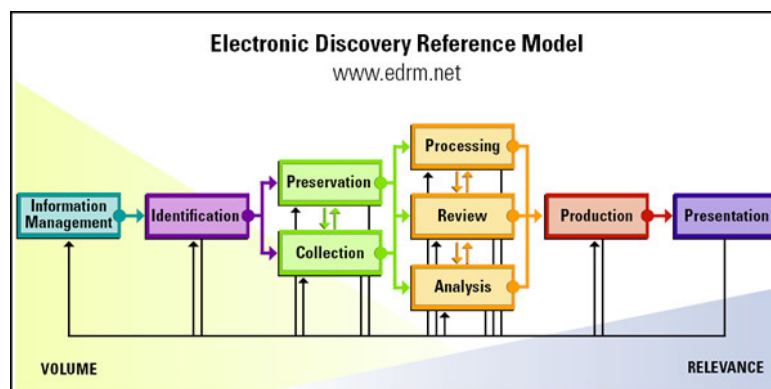 Electronic Discovery Reference Model
www.edrm.net
Information
Management
Identification
Preservation
Collection
Processing
Review
Analysis
Production
Presentation
VOLUME
RELEVANCE